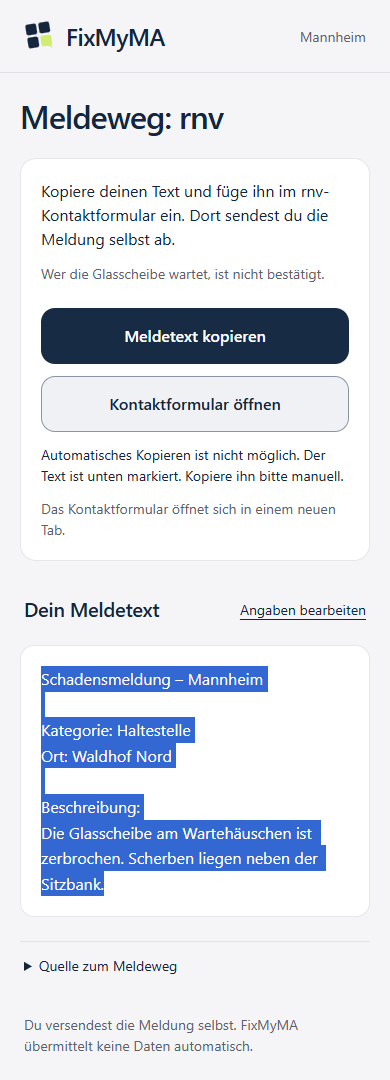 FixMyMA
Mannheim
Meldeweg: rnv
Kopiere deinen Text und füge ihn im rnv-
Kontaktformular ein. Dort sendest du die
Meldung selbst ab.
Wer die Glasscheibe wartet, ist nicht bestätigt.
Meldetext kopieren
Kontaktformular öffnen
Automatisches Kopieren ist nicht möglich. Der
Text ist unten markiert. Kopiere ihn bitte manuell.
Das Kontaktformular öffnet sich in einem neuen
Tab.
Dein Meldetext
Angaben bearbeiten
Schadensmeldung – Mannheim
Kategorie: Haltestelle
Ort: Waldhof Nord
Beschreibung:
Die Glasscheibe am Wartehäuschen ist
zerbrochen. Scherben liegen neben der
Sitzbank.
Quelle zum Meldeweg
Du versendest die Meldung selbst. FixMyMA
übermittelt keine Daten automatisch.